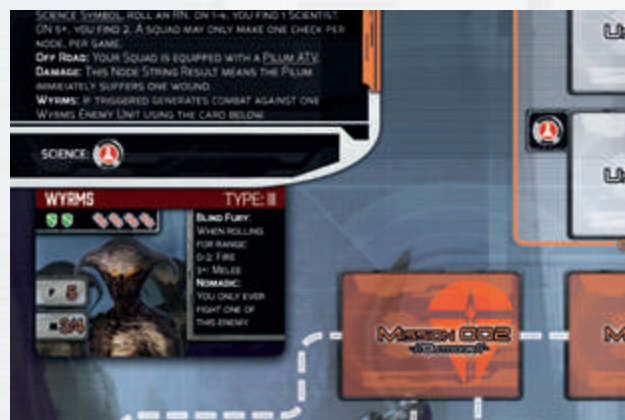 SCIENCE SYMBOL, ROLL AN RN. ON 1-4, YOU FIND 1 SCIENTIST.
ON 5+, YOU FIND 2. A SQUAD MAY ONLY MAKE ONE CHECK PER
NODE, PER GAME.
OFF ROAD: YOUR SQUAD IS EQUIPPED WITH A PILUM ATV.
DAMAGE: THIS NODE STRING RESULT MEANS THE PILUM
IMMEDIATELY SUFFERS ONE WOUND.
WYRMS: IF TRIGGERED GENERATES COMBAT AGAINST ONE
WYRMS ENEMY UNIT USING THE CARD BELOW.
SCIENCE:
WYRMS TYPE: III
BLIND FURY:
WHEN ROLLING
FOR RANGE:
0-2: FIRE
3+: MELEE
NOMADIC:
YOU ONLY EVER
FIGHT ONE OF
THIS ENEMY.
5
3/4
MISSION 002